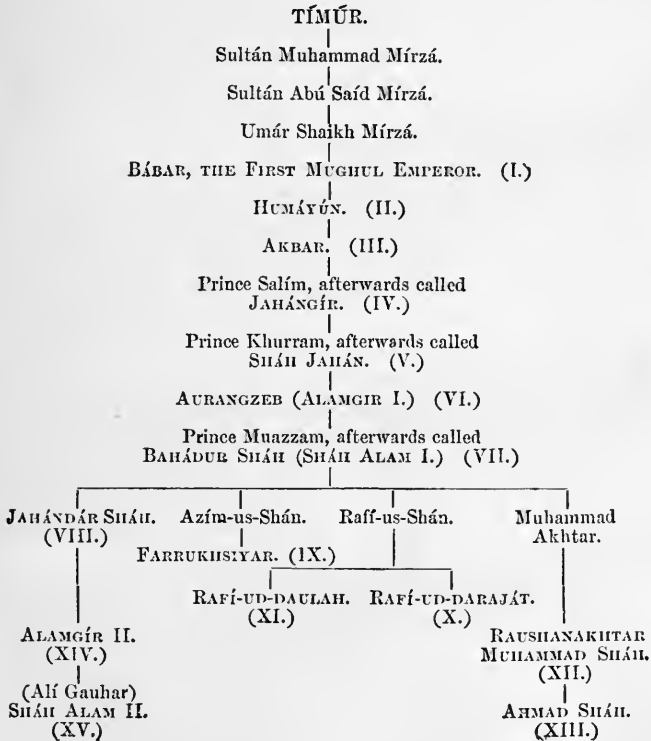 TÍMÚR.
Sultán Muhammad Mírzá.
Sultán Abú Saíd Mírzá.
Umár Shaikh Mírzá.
BÁBAR, THE FIRST MUGHUL EMPEROR. (I.)
HUMÁYÚN. (II.)
AKBAR. (III.)
Prince Salím, afterwards called
JAHÁNGÍR. (IV.)
Prince Khurram, afterwards called
SHÁH JAHÁN. (V.)
AURANGZEB (ALAMGIR I.) (VI.)
Prince Muazzam, afterwards called
BAHÁDUR SHÁH (SHÁH ALAM I.) (VII.)
JAHÁNDÁR SHÁH. Azím-us-Shán. Raff-us-Shán. Muhammad
(VIII.) Akhtar.
FARRUKHSIYAR. (IX.)
RAFÍ-UD-DAULAH. RAFÍ-UD-DARAJÁT.
(XI.) (X.)
ALAMGÍR II. RAUSHANAKHTAR
(XIV.) MUHAMMAD SHÁH.
(XII.)
(Alí Gauhar)
SHÁH ALAM II. AHMAD SHÁH.
(XV.) (XIII.)